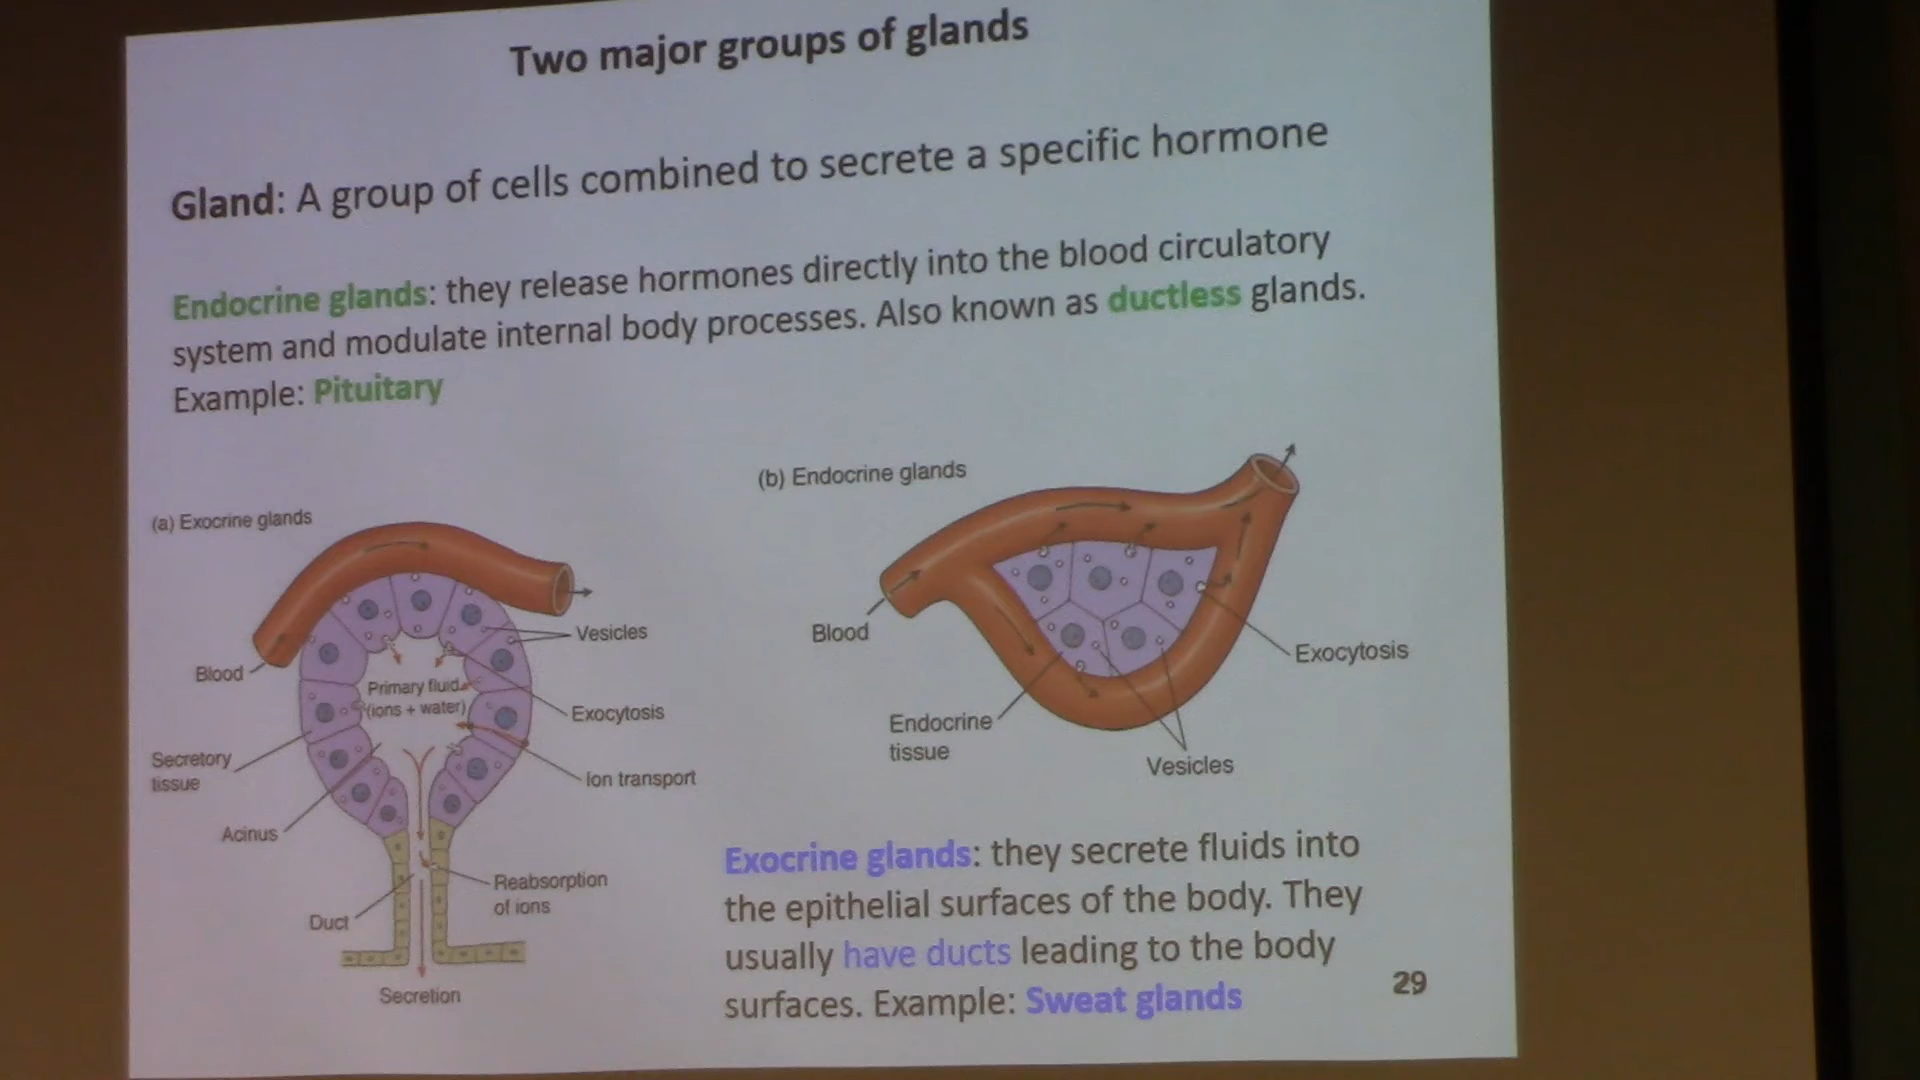 Two major groups of glands
Gland: A group of cells combined to secrete a specific hormone
Endocrine glands: they release hormones directly into the blood circulatory
system and modulate internal body processes. Also known as ductless glands.
Example: Pituitary
(a) Exocrine glands
Blood
Vesicles
Primary fluid
(ions + water)
Exocytosis
Secretory
tissue
Ion transport
Acinus
Reabsorption
of ions
Duct
Secretion
(b) Endocrine glands
Blood
Exocytosis
Endocrine
tissue
Vesicles
Exocrine glands: they secrete fluids into
the epithelial surfaces of the body. They
usually have ducts leading to the body
surfaces. Example: Sweat glands
29